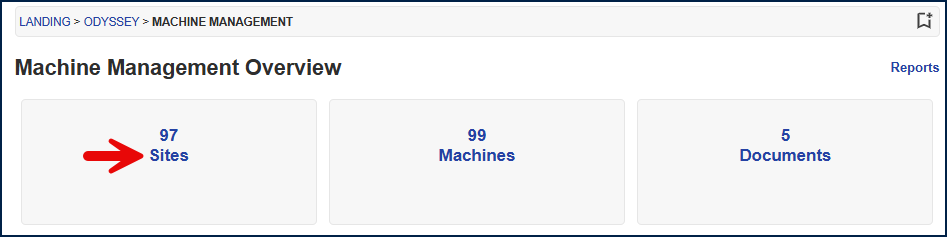 LANDING > ODYSSEY > MACHINE MANAGEMENT
Machine Management Overview
Reports
97
Sites
99
Machines
5
Documents